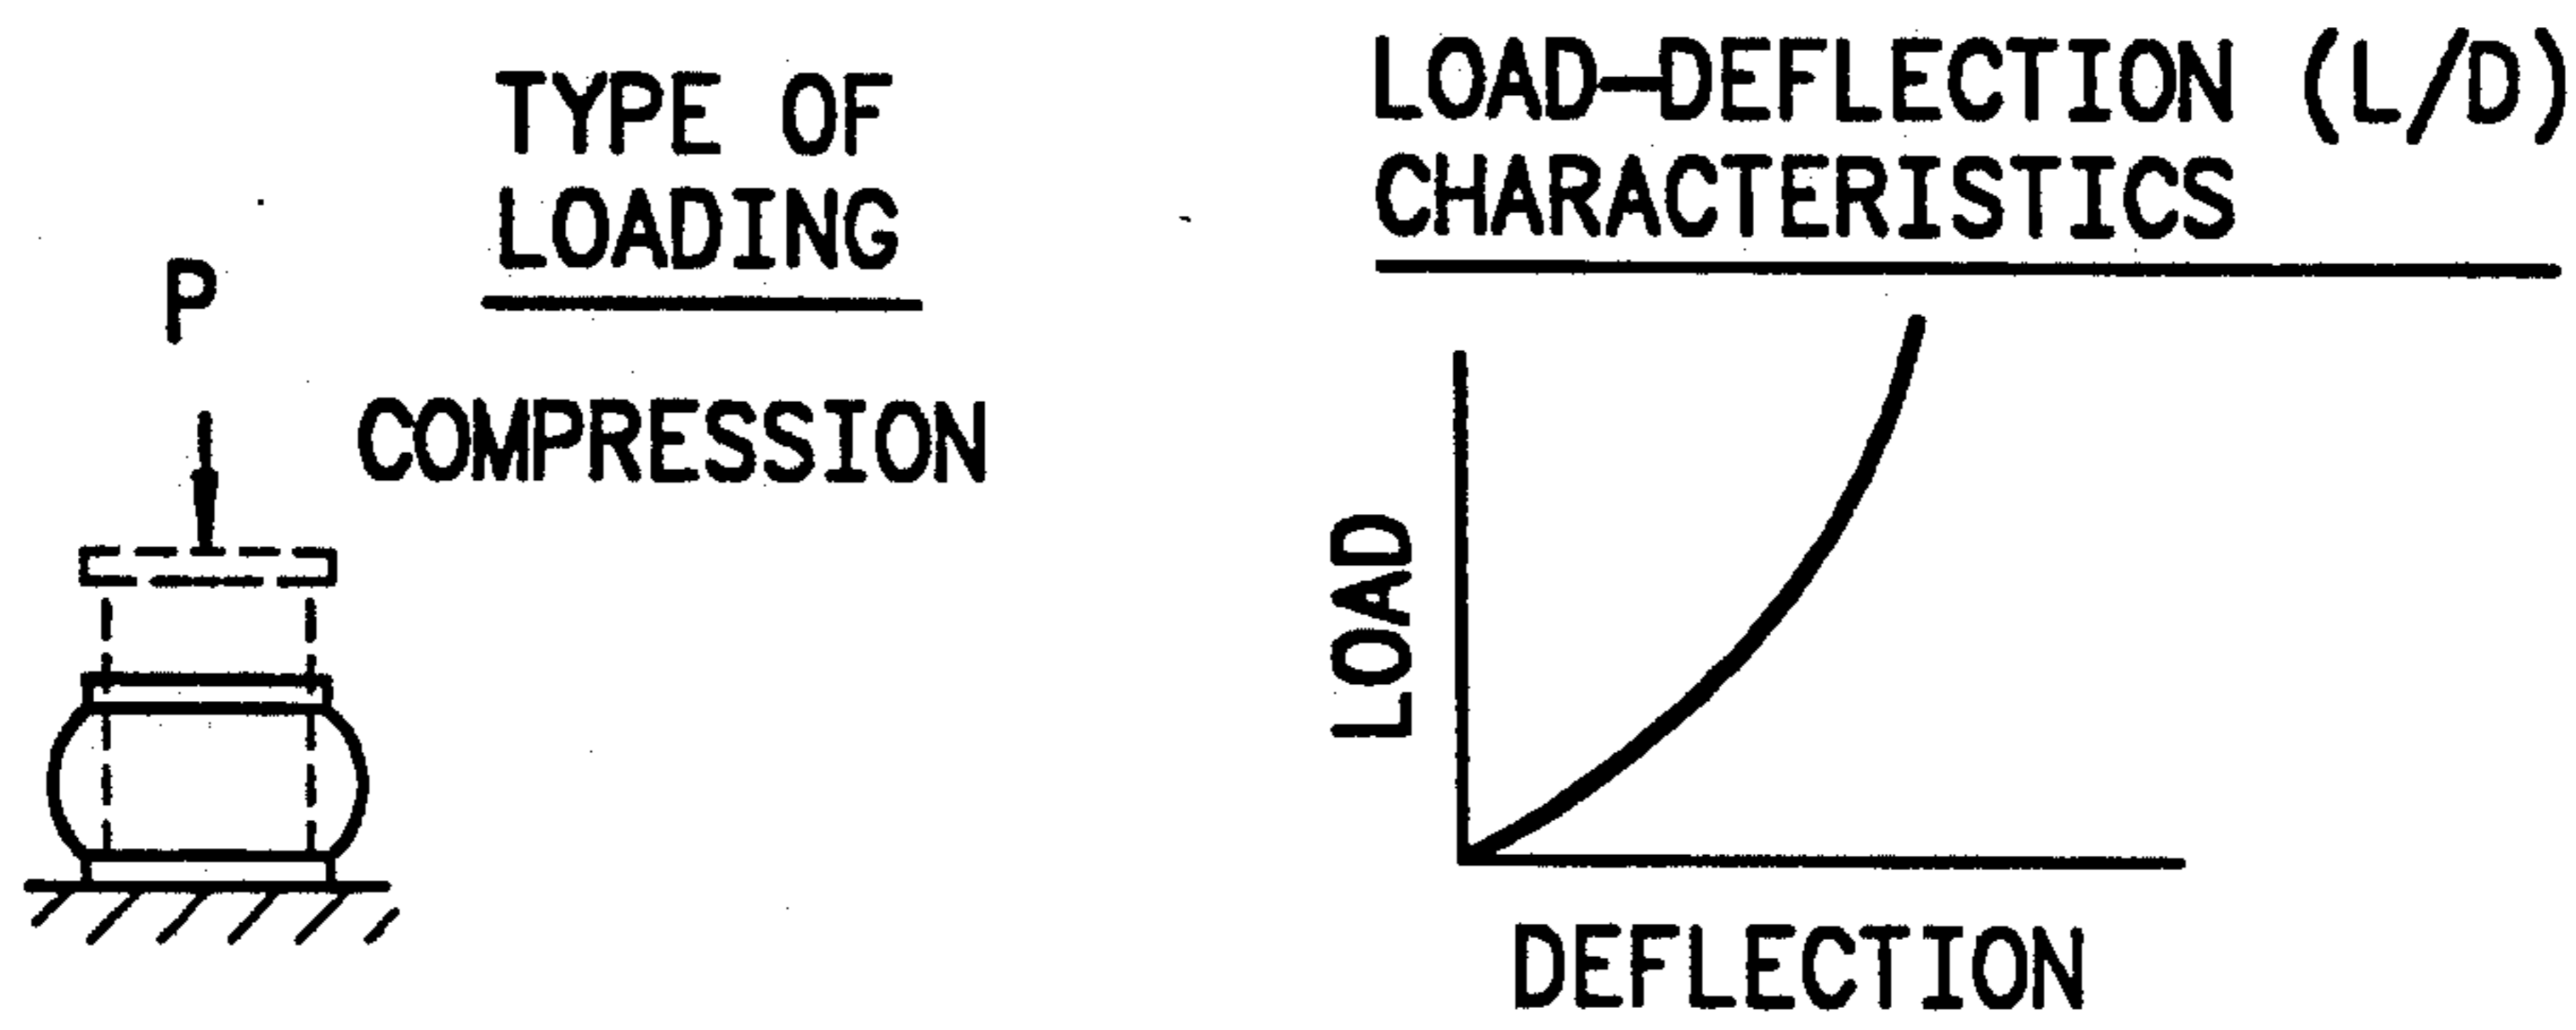 TYPE OF
LOADING
P
COMPRESSION
LOAD-DEFLECTION (L/D)
CHARACTERISTICS
LOAD
DEFLECTION